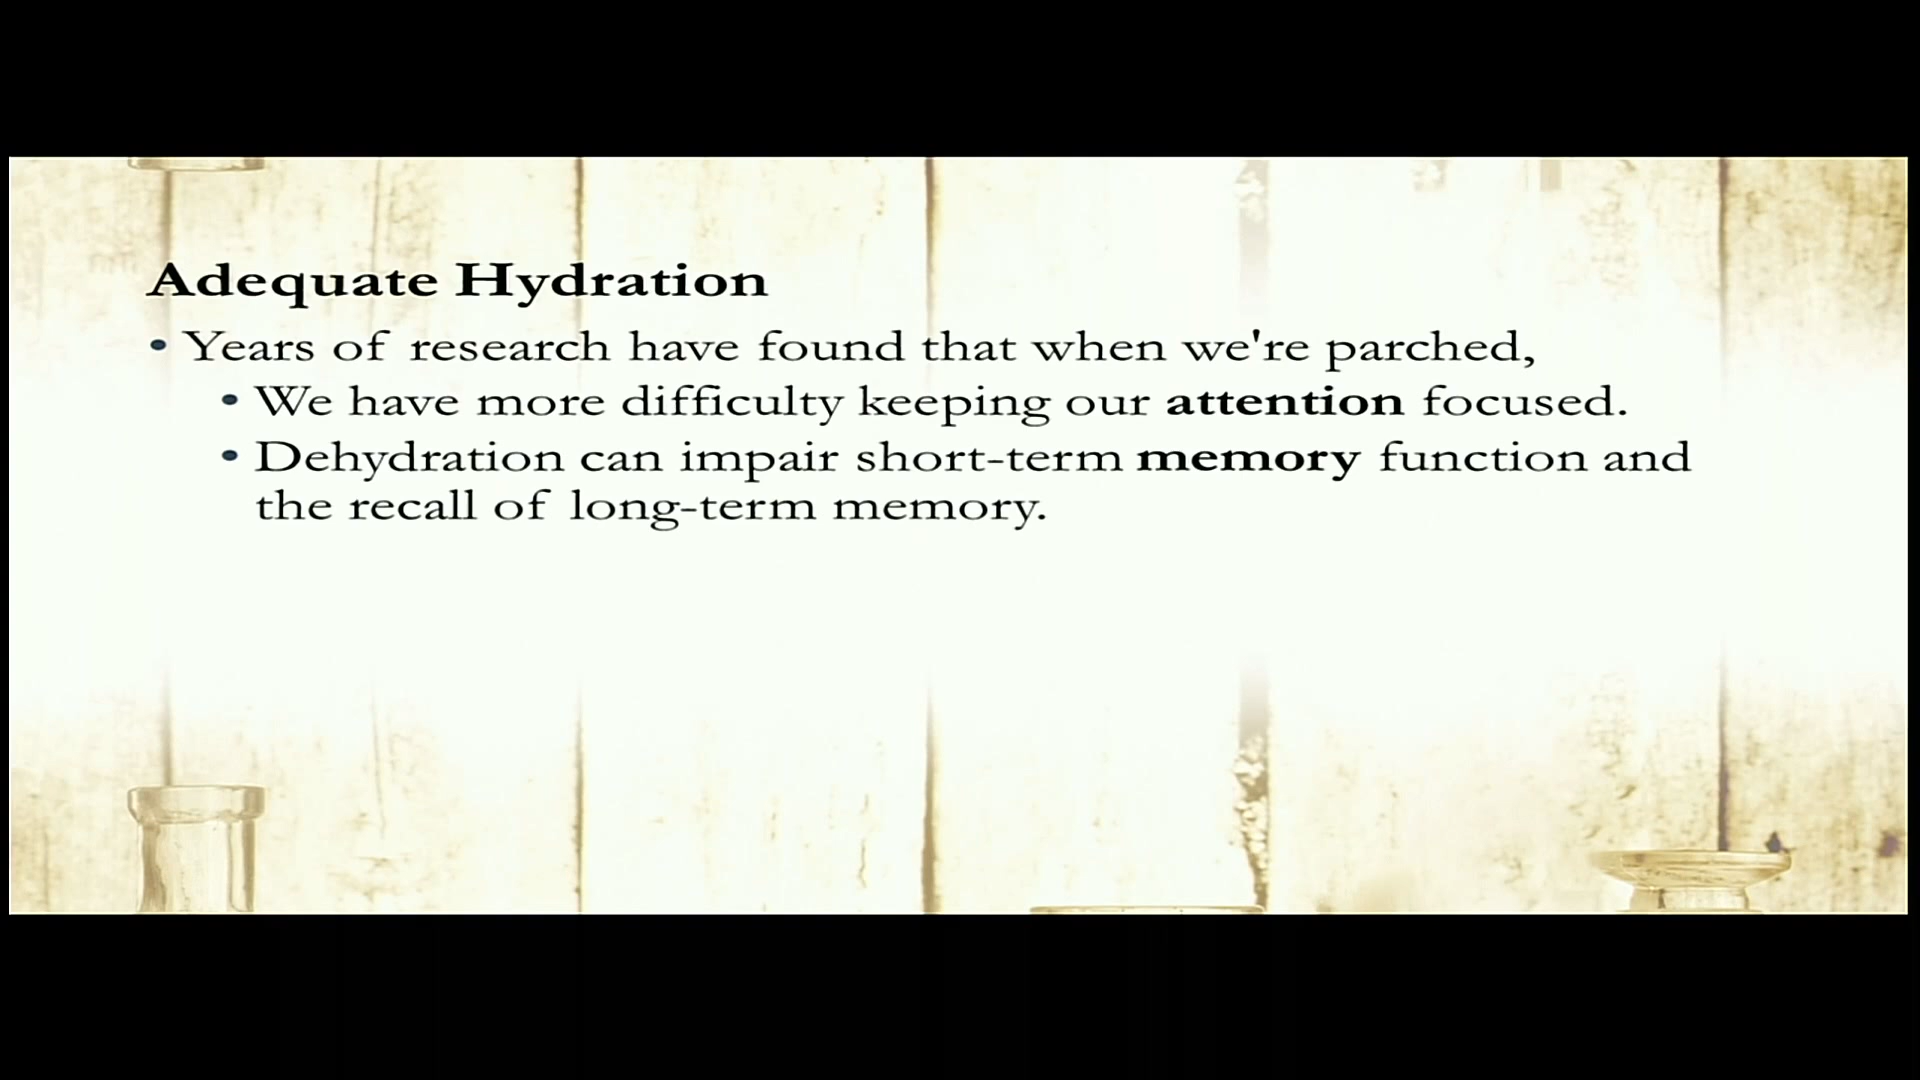 Adequate Hydration
• Years of research have found that when we're parched,
• We have more difficulty keeping our attention focused.
• Dehydration can impair short-term memory function and
the recall of long-term memory.